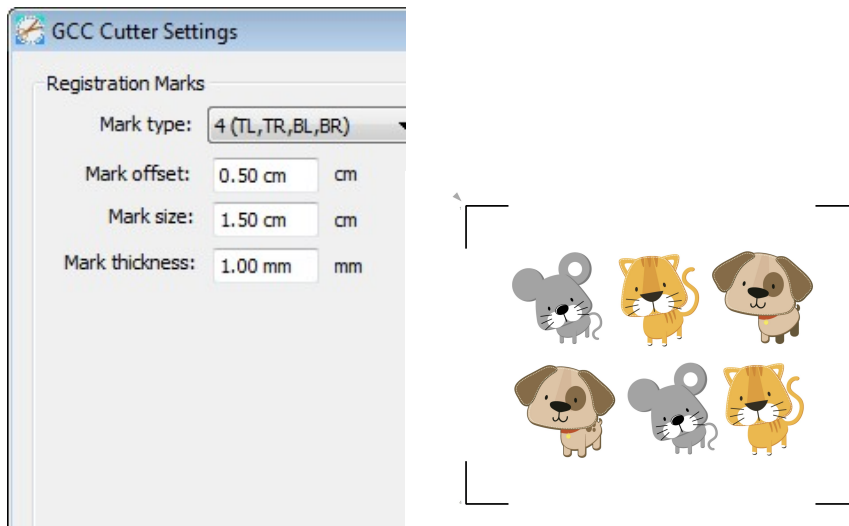 GCC Cutter Settings
Registration Marks
Mark type: 4 (TL,TR,BL,BR)
Mark offset: 0.50 cm cm
Mark size: 1.50 cm cm
Mark thickness: 1.00 mm mm